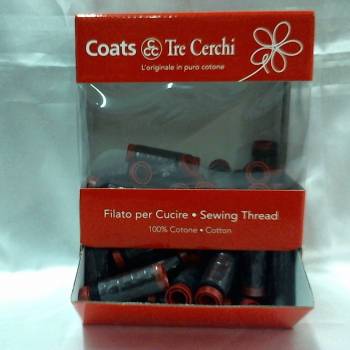 Coats Tre Cerchi
L'originale in puro cotone
Filato per Cucire • Sewing Thread
100% Cotone • Cotton